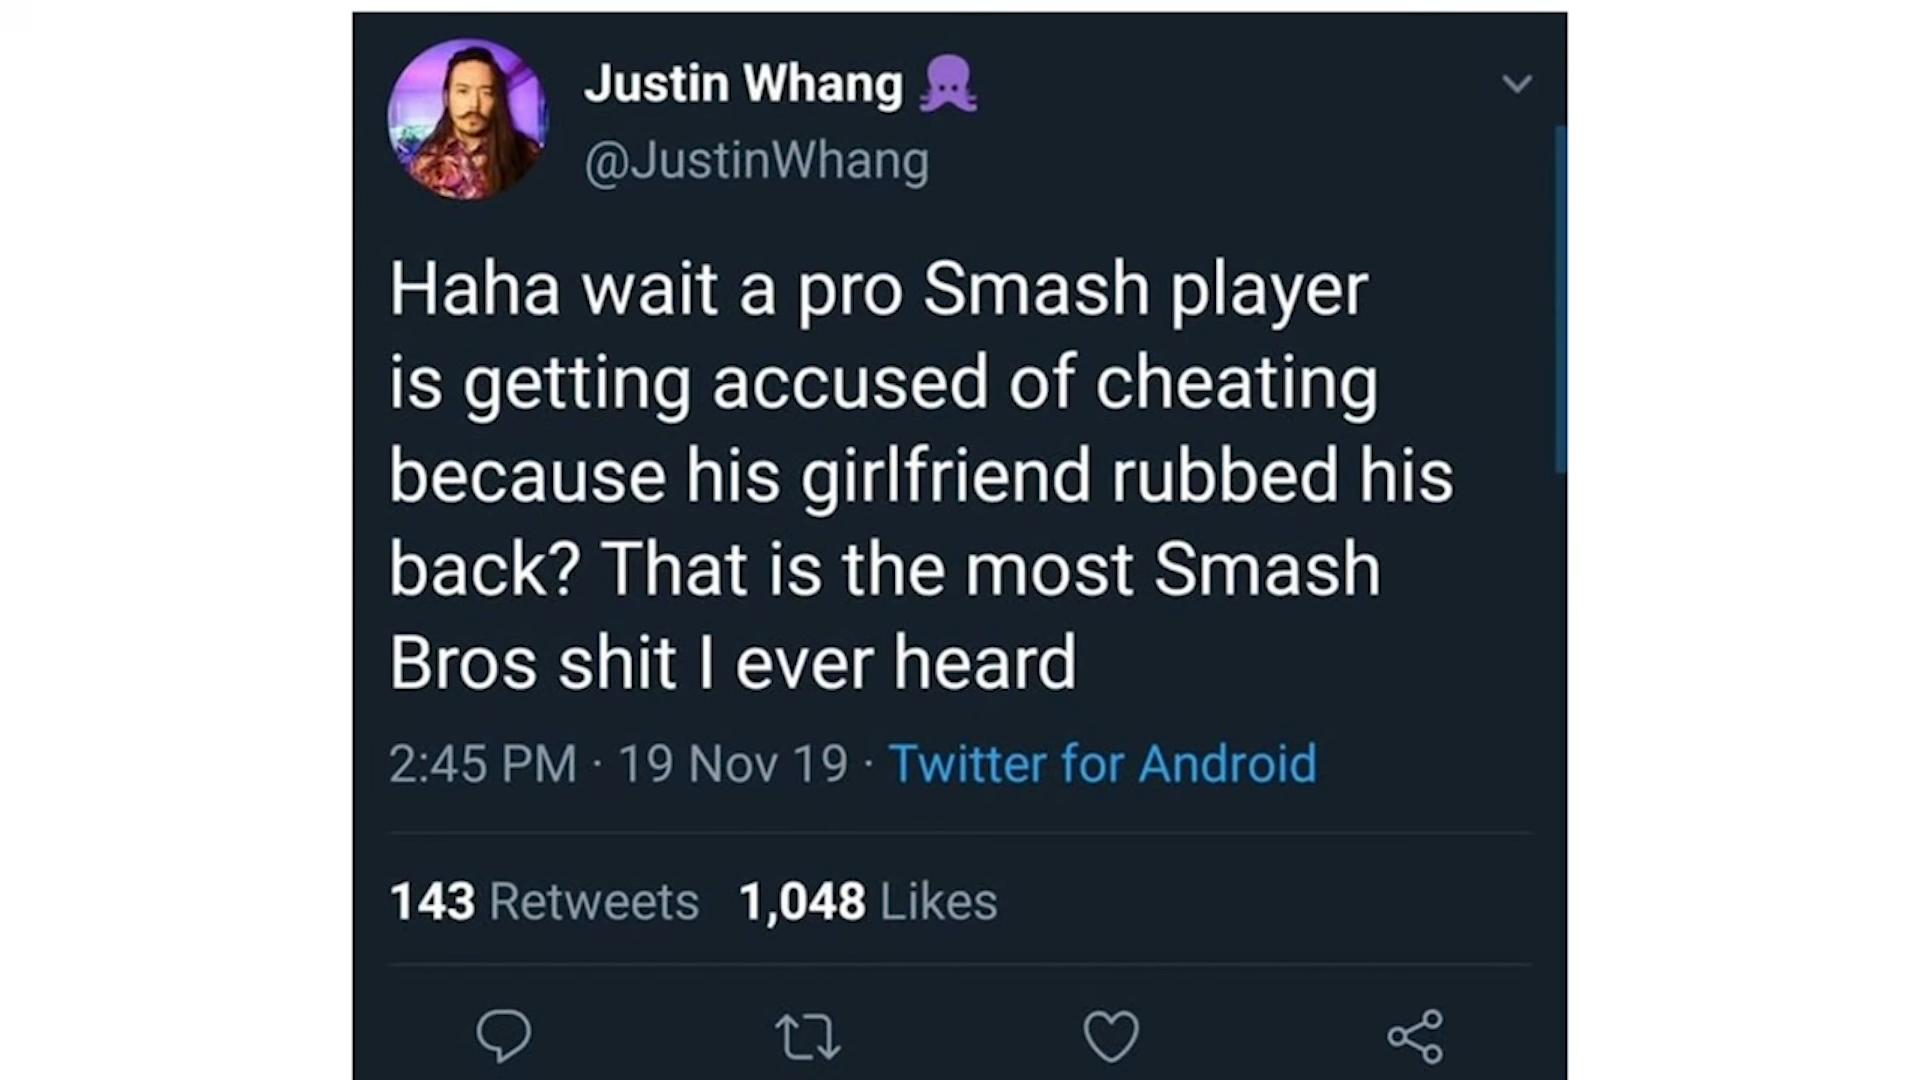 Justin Whang
@JustinWhang
Haha wait a pro Smash player
is getting accused of cheating
because his girlfriend rubbed his
back? That is the most Smash
Bros shit I ever heard
2:45 PM · 19 Nov 19 · Twitter for Android
143 Retweets 1,048 Likes